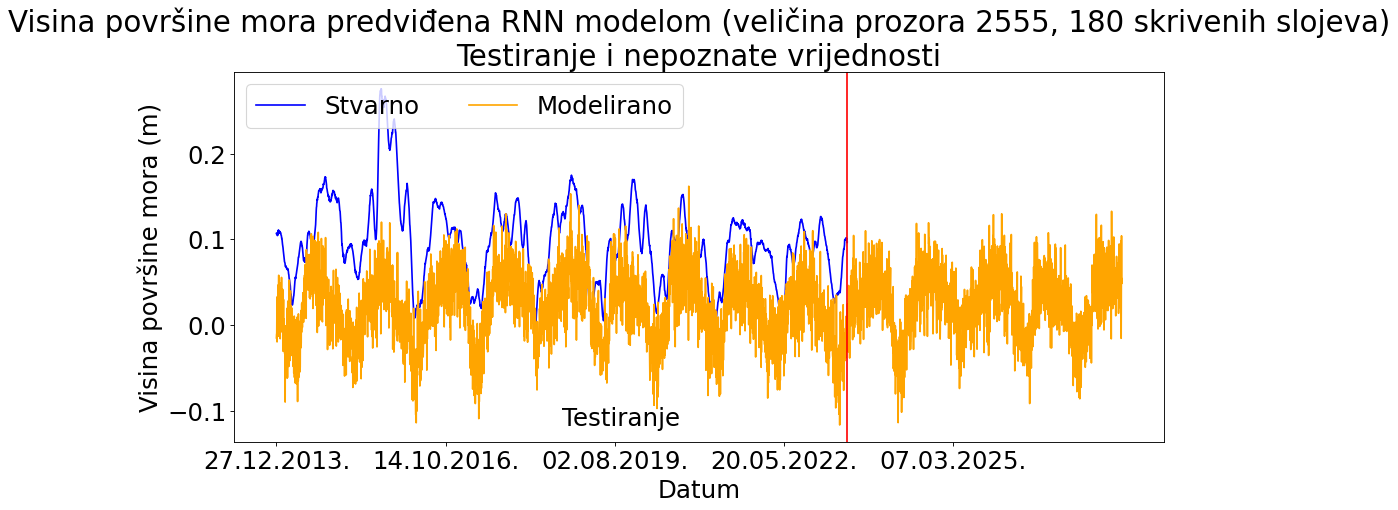 Visina površine mora predviđena RNN modelom (veličina prozora 2555, 180 skrivenih slojeva)
Testiranje i nepoznate vrijednosti
Stvarno
Modelirano
Visina površine mora (m)
0.2
0.1
0.0
−0.1
Testiranje
27.12.2013.
14.10.2016.
02.08.2019.
20.05.2022.
07.03.2025.
Datum